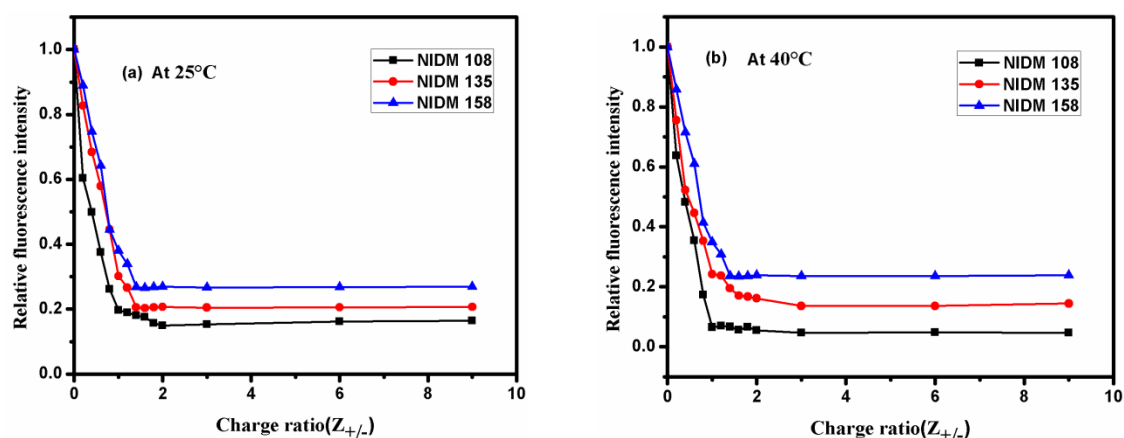 (a) At 25°C
NIDM 108
NIDM 135
NIDM 158
Relative fluorescence intensity
1.0
0.8
0.6
0.4
0.2
0.0
0 2 4 6 8 10
Charge ratio(Z+/-)
(b) At 40°C
NIDM 108
NIDM 135
NIDM 158
Relative fluorescence intensity
1.0
0.8
0.6
0.4
0.2
0.0
0 2 4 6 8 10
Charge ratio(Z+/-)